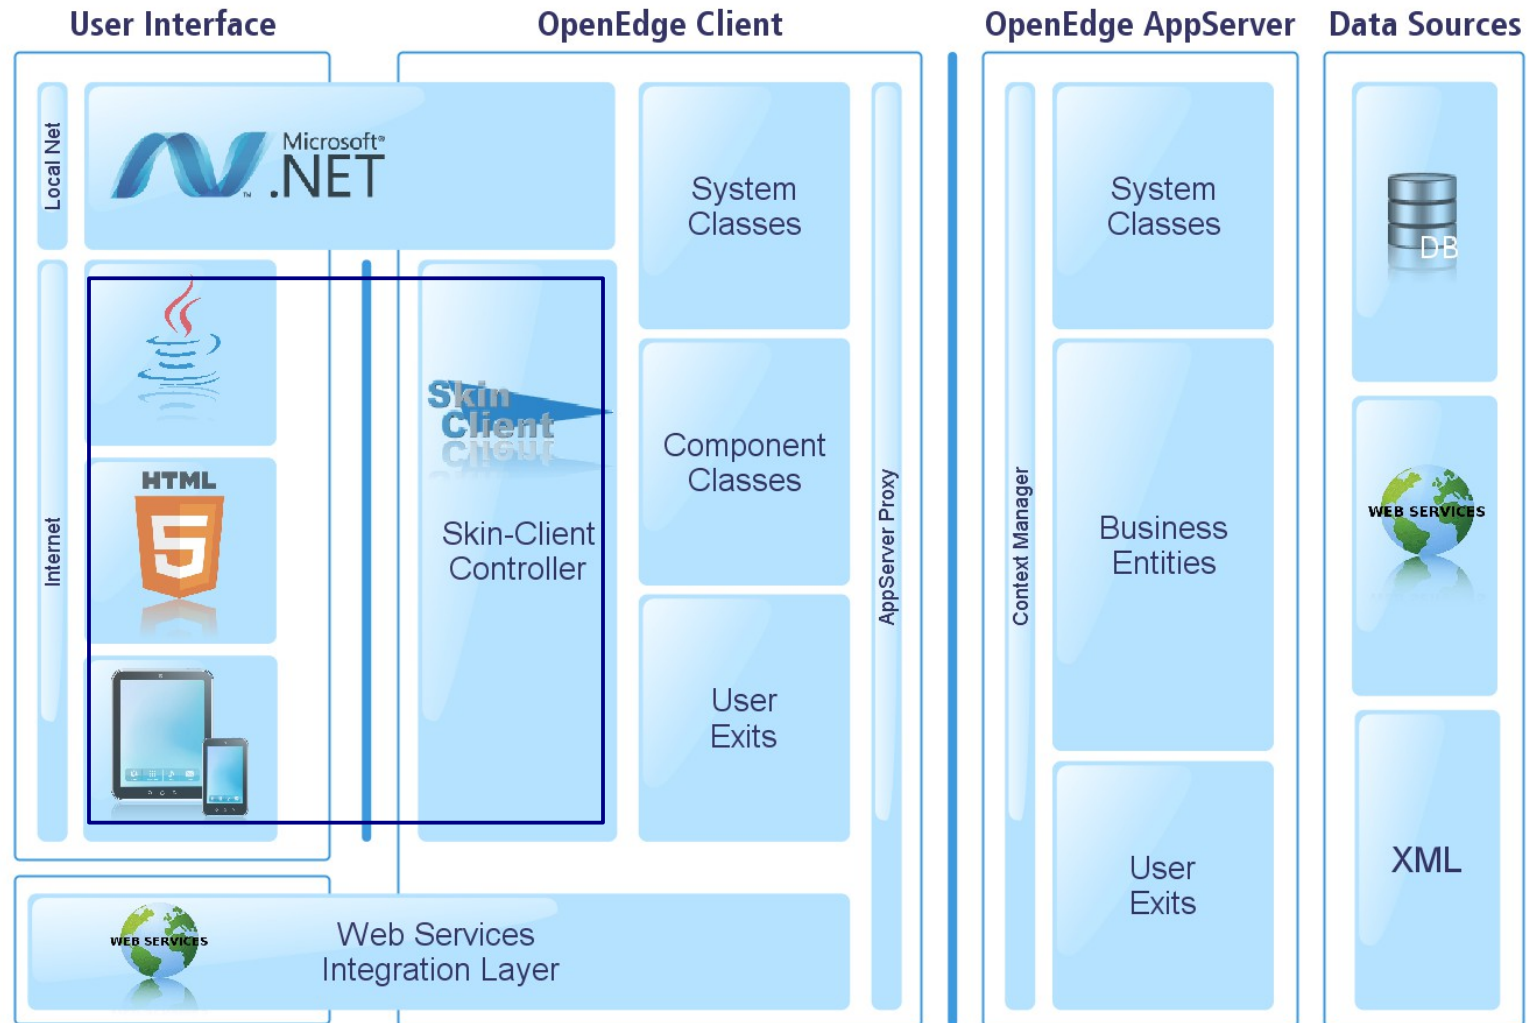 User Interface
OpenEdge Client
OpenEdge AppServer
Data Sources
Local Net
Microsoft®
.NET
™
System
Classes
System
Classes
DB
Internet
HTML
5
Skin
Client
Skin-Client
Controller
Component
Classes
User
Exits
AppServer Proxy
Context Manager
Business
Entities
User
Exits
WEB SERVICES
XML
WEB SERVICES
Web Services
Integration Layer